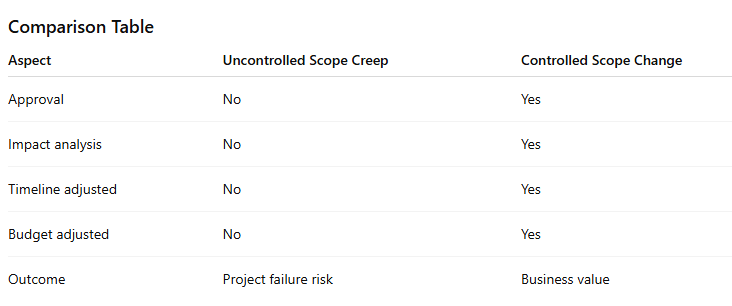 Comparison Table
Aspect Uncontrolled Scope Creep Controlled Scope Change
Approval No Yes
Impact analysis No Yes
Timeline adjusted No Yes
Budget adjusted No Yes
Outcome Project failure risk Business value